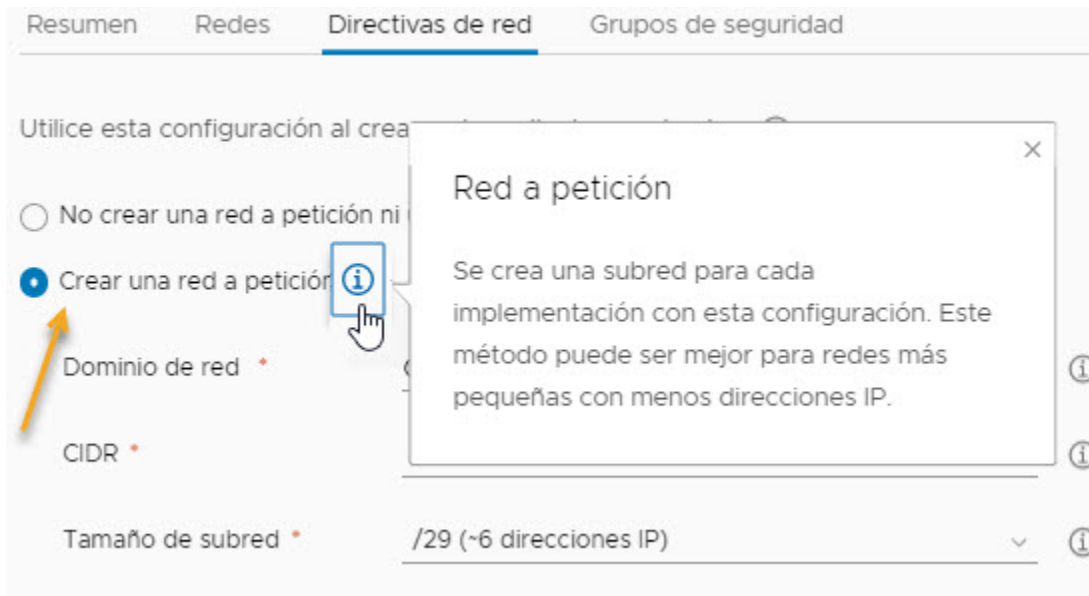 Resumen Redes Directivas de red Grupos de seguridad
Utilice esta configuración al crea
No crear una red a petición ni
Crear una red a petición
Red a petición
Se crea una subred para cada
implementación con esta configuración. Este
método puede ser mejor para redes más
pequeñas con menos direcciones IP.
Dominio de red *
CIDR *
Tamaño de subred * /29 (~6 direcciones IP)